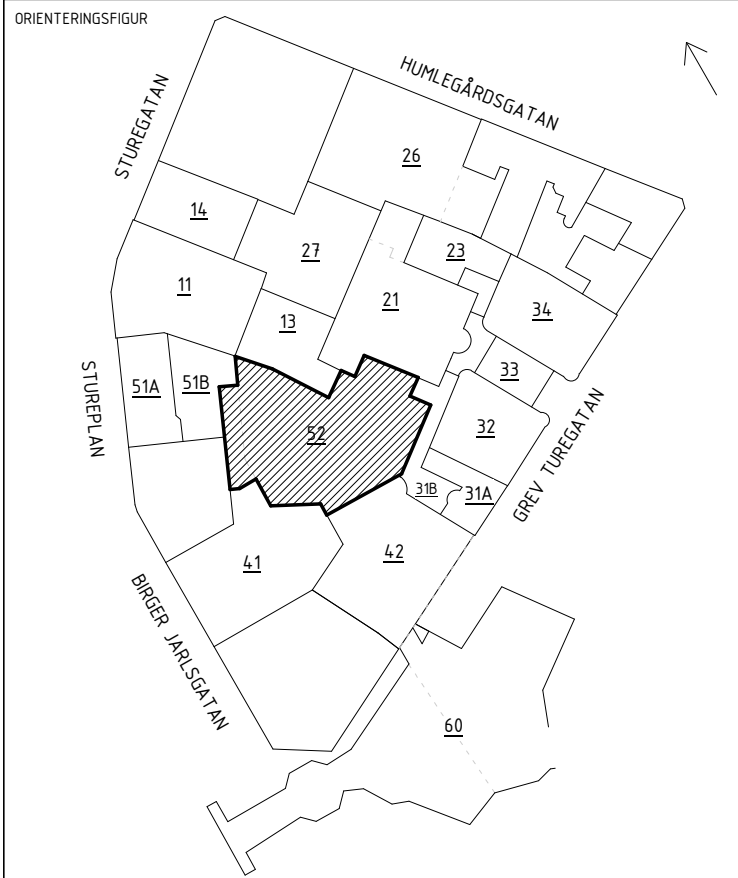 ORIENTERINGSFIGUR
HUMLEGÅRDSGATAN
STUREGATAN
26
14
23
27
11
21
34
13
33
51A
51B
STUREPLAN
32
52
GREV TUREGATAN
31B
31A
42
41
BIRGER JARLSGATAN
60